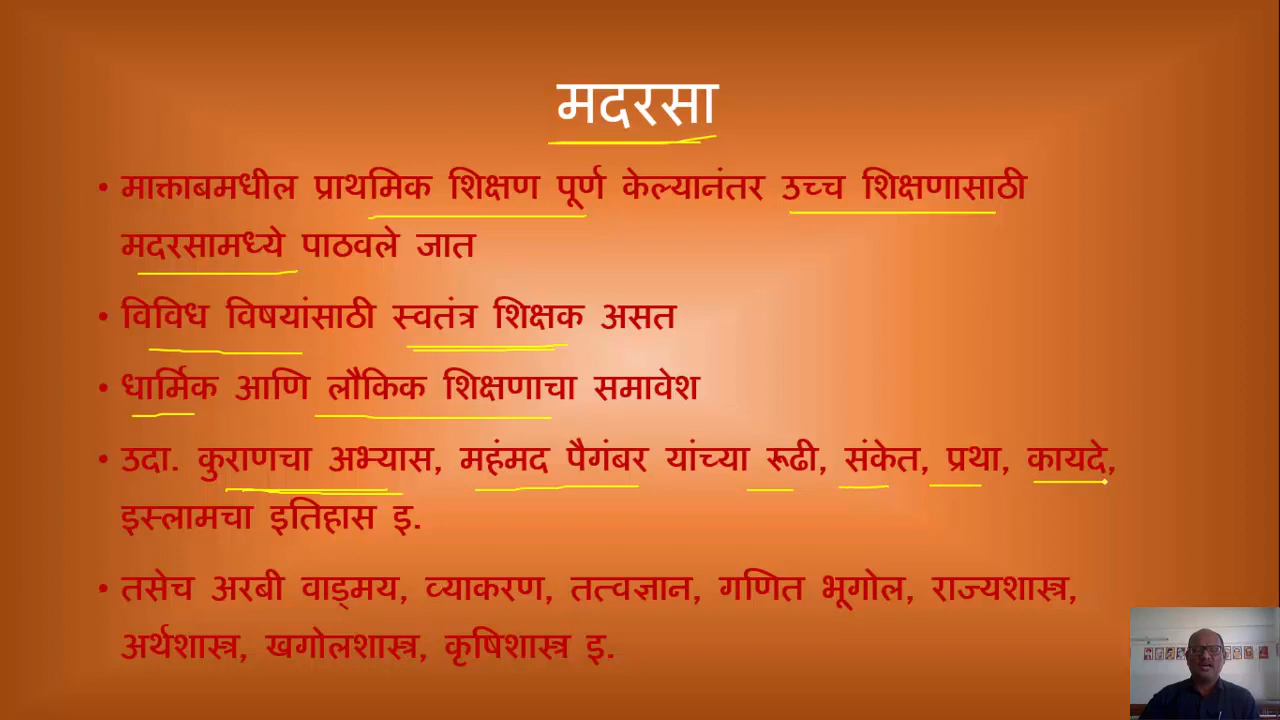 मदरसा
• माक्ताबमधील प्राथमिक शिक्षण पूर्ण केल्यानंतर उच्च शिक्षणासाठी
मदरसामध्ये पाठवले जात
• विविध विषयांसाठी स्वतंत्र शिक्षक असत
• धार्मिक आणि लौकिक शिक्षणाचा समावेश
• उदा. कुराणचा अभ्यास, महंमद पैगंबर यांच्या रूढी, संकेत, प्रथा, कायदे,
इस्लामचा इतिहास इ.
• तसेच अरबी वाड्मय, व्याकरण, तत्वज्ञान, गणित भूगोल, राज्यशास्त्र,
अर्थशास्त्र, खगोलशास्त्र, कृषिशास्त्र इ.